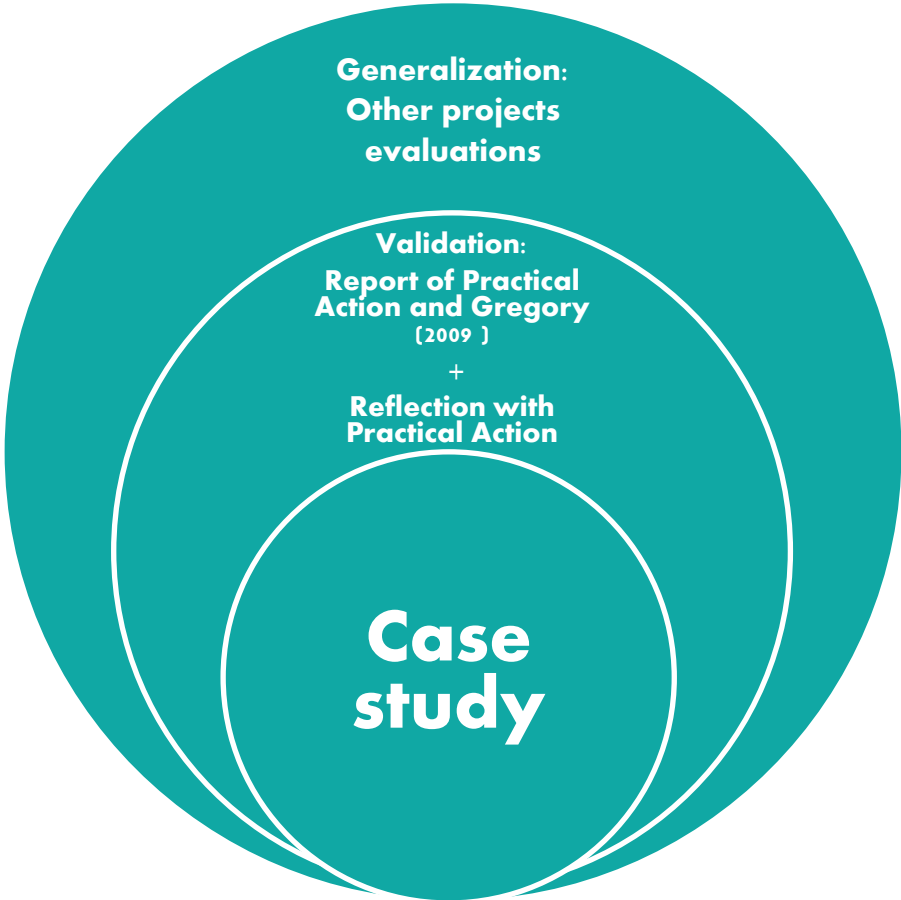 Generalization:
Other projects
evaluations
Validation:
Report of Practical
Action and Gregory
(2009 )
+
Reflection with
Practical Action
Case
study